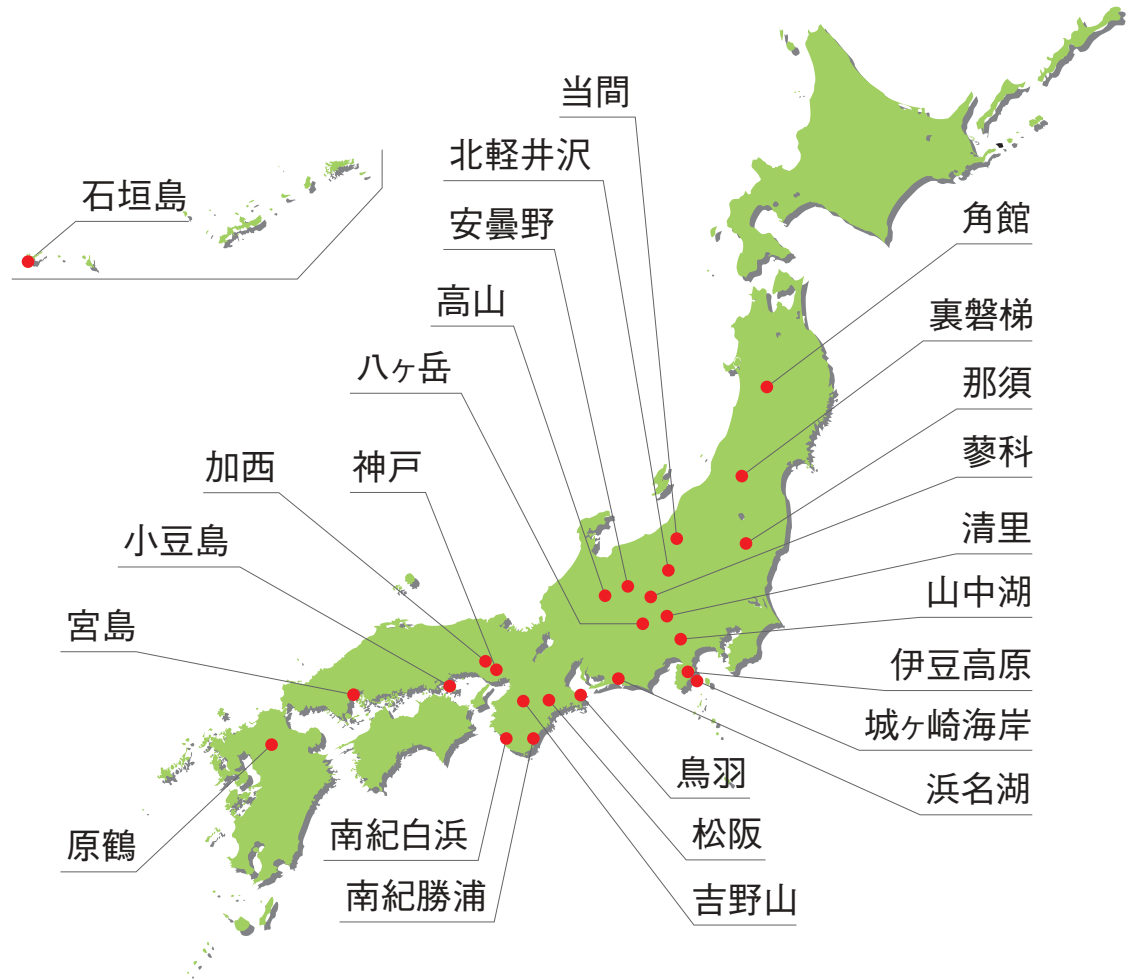 当間
北軽井沢
石垣島
安曇野
角館
高山
裏磐梯
八ヶ岳
那須
加西
神戸
蓼科
小豆島
清里
宮島
山中湖
伊豆高原
城ヶ崎海岸
鳥羽
浜名湖
原鶴
南紀白浜
松阪
南紀勝浦
吉野山